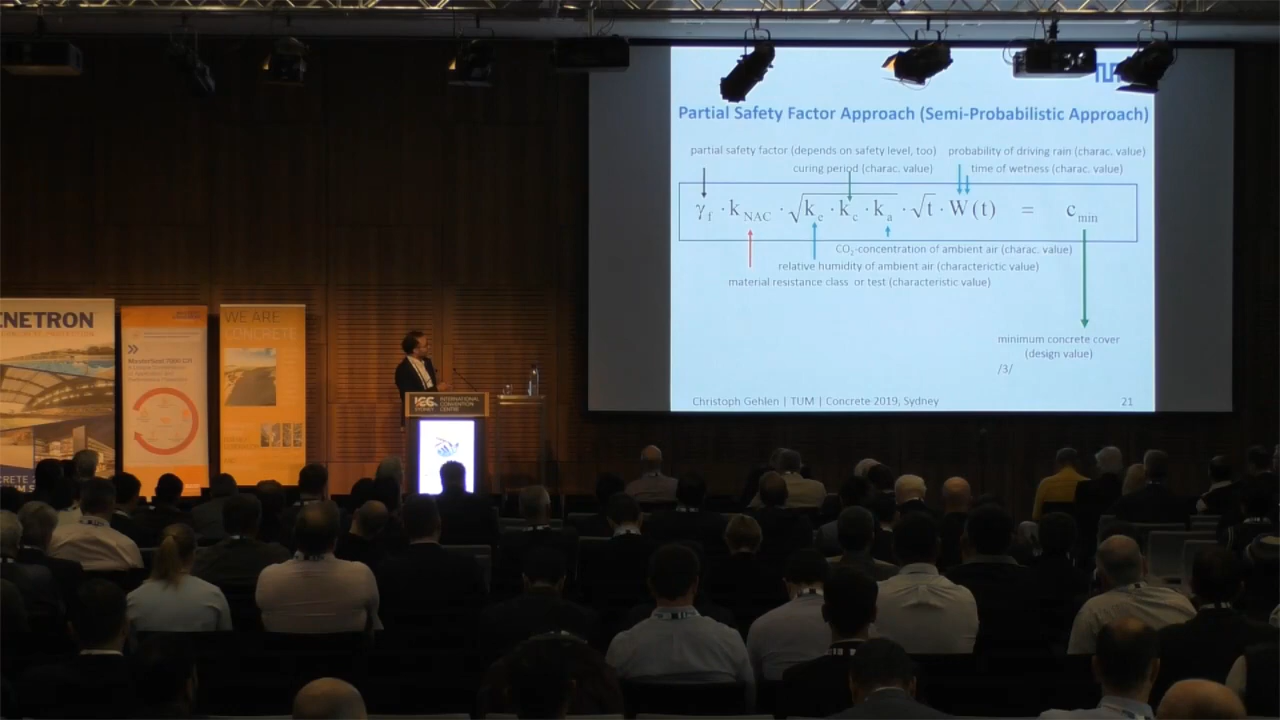 Partial Safety Factor Approach (Semi-Probabilistic Approach)
partial safety factor (depends on safety level, too)
probability of driving rain (charac. value)
curing period (charac. value)
time of wetness (charac. value)
γf · kNAC · √ke · kc · ka · √t · W(t) = cmin
CO2-concentration of ambient air (charac. value)
relative humidity of ambient air (characterictic value)
material resistance class or test (characteristic value)
minimum concrete cover
(design value)
/3/
Christoph Gehlen | TUM | Concrete 2019, Sydney
21
ENETRON
MasterSeal 7000 CR
WE ARE
CONCRETE
ICC
SYDNEY
INTERNATIONAL
CONVENTION
CENTRE